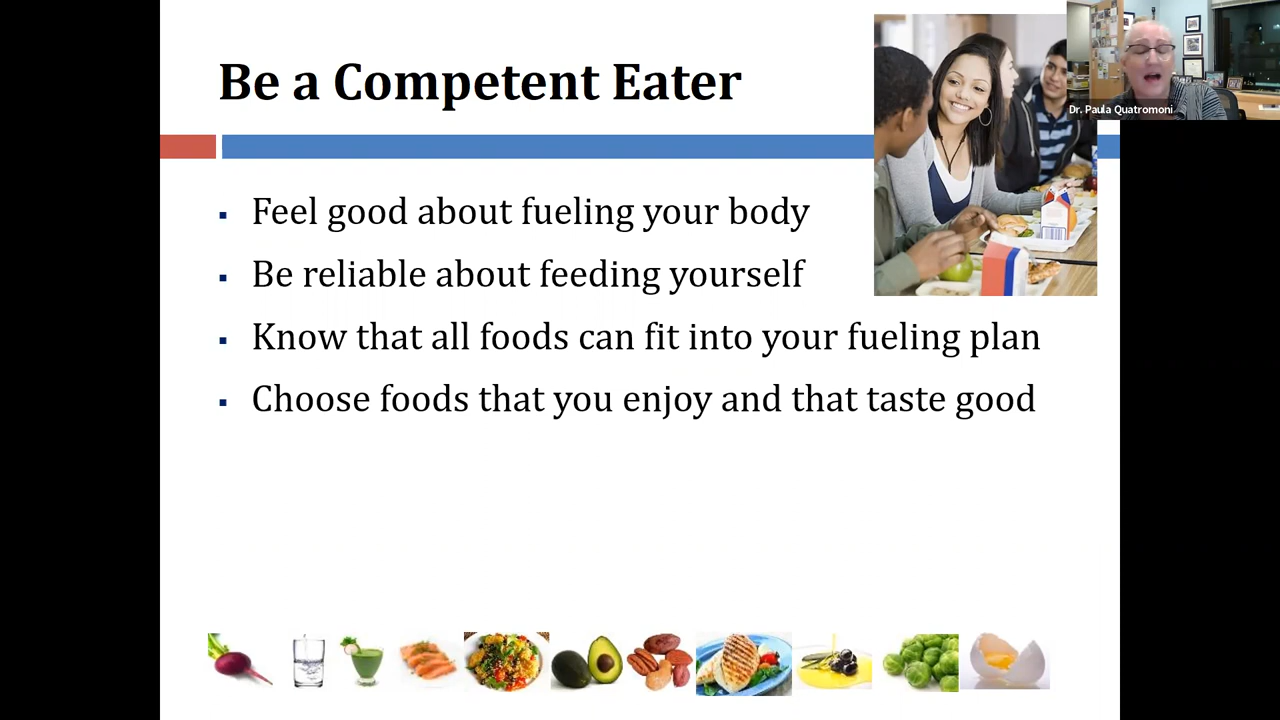 Be a Competent Eater
Dr. Paula Quatromoni
▪ Feel good about fueling your body
▪ Be reliable about feeding yourself
▪ Know that all foods can fit into your fueling plan
▪ Choose foods that you enjoy and that taste good